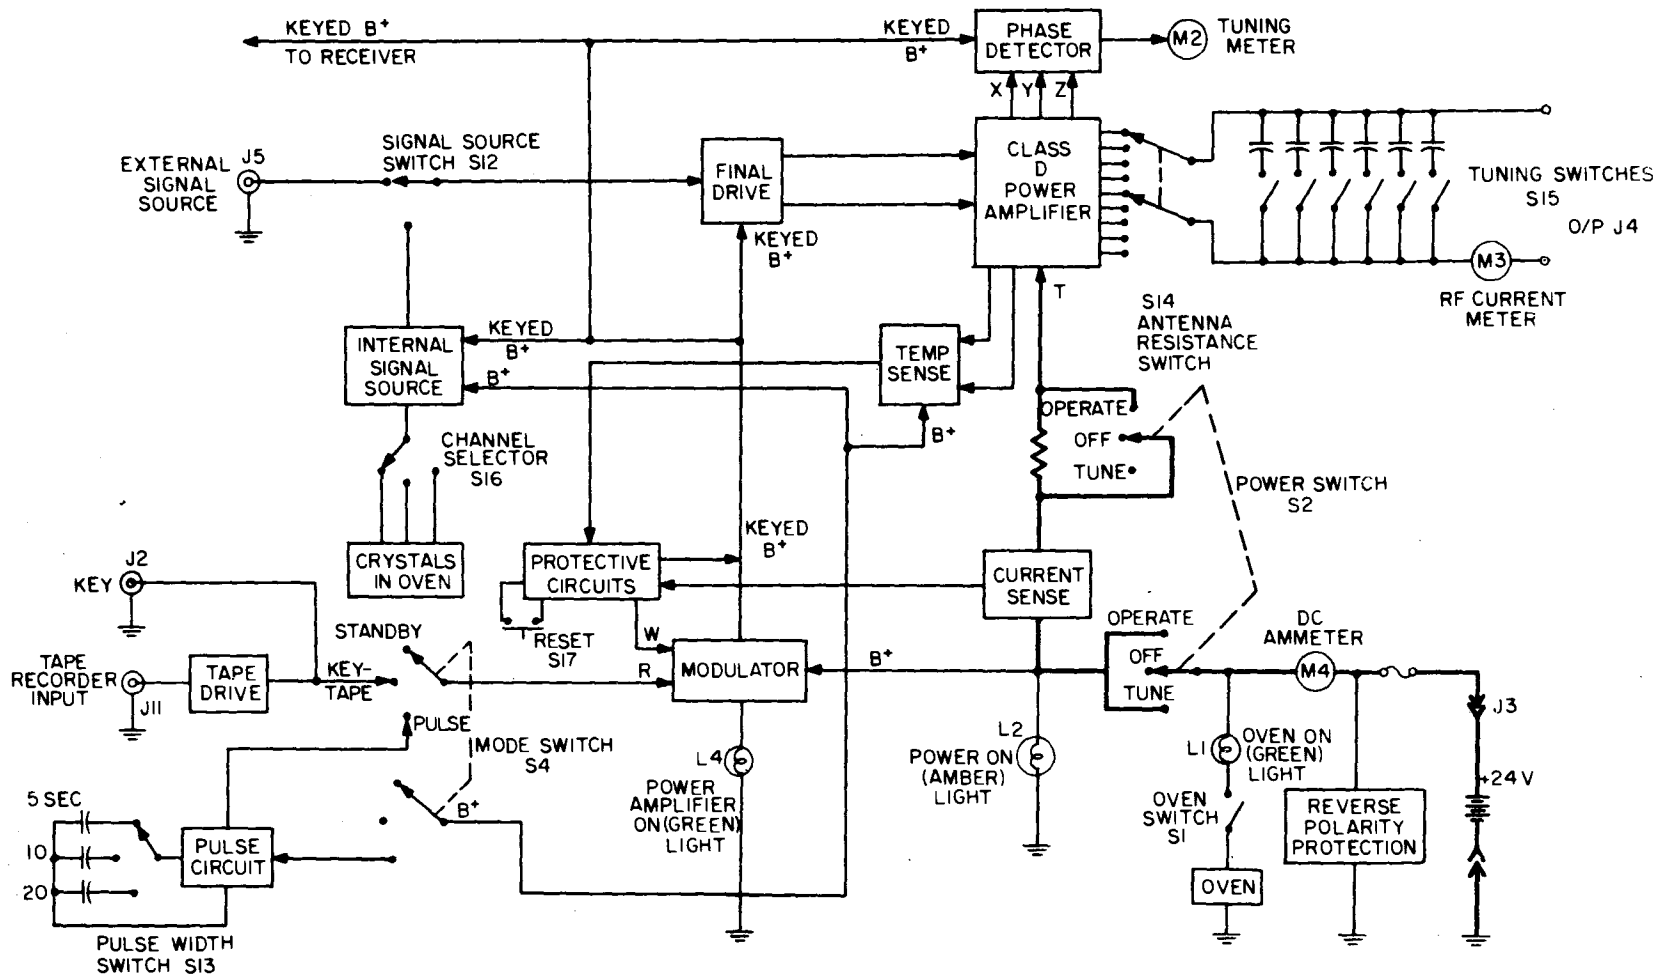 KEYED B+
TO RECEIVER
KEYED
B+
PHASE
DETECTOR
M2
TUNING
METER
X
Y
Z
EXTERNAL
SIGNAL
SOURCE
J5
SIGNAL SOURCE
SWITCH S12
FINAL
DRIVE
KEYED
B+
CLASS
D
POWER
AMPLIFIER
TUNING SWITCHES
S15
O/P J4
M3
RF CURRENT
METER
T
S14
ANTENNA
RESISTANCE
SWITCH
INTERNAL
SIGNAL
SOURCE
KEYED
B+
B+
TEMP
SENSE
B+
OPERATE
OFF
TUNE
CHANNEL
SELECTOR
S16
POWER SWITCH
S2
CRYSTALS
IN OVEN
PROTECTIVE
CIRCUITS
KEYED
B+
CURRENT
SENSE
J2
KEY
RESET
S17
W
R
MODULATOR
B+
OPERATE
OFF
TUNE
DC
AMMETER
M4
J3
TAPE
RECORDER
INPUT
J11
TAPE
DRIVE
KEY-
TAPE
STANDBY
PULSE
MODE SWITCH
S4
B+
L4
POWER
AMPLIFIER
ON (GREEN)
LIGHT
L2
POWER ON
(AMBER)
LIGHT
L1
OVEN ON
(GREEN)
LIGHT
OVEN
SWITCH
S1
OVEN
REVERSE
POLARITY
PROTECTION
+24V
5 SEC
10
20
PULSE
CIRCUIT
PULSE WIDTH
SWITCH S13